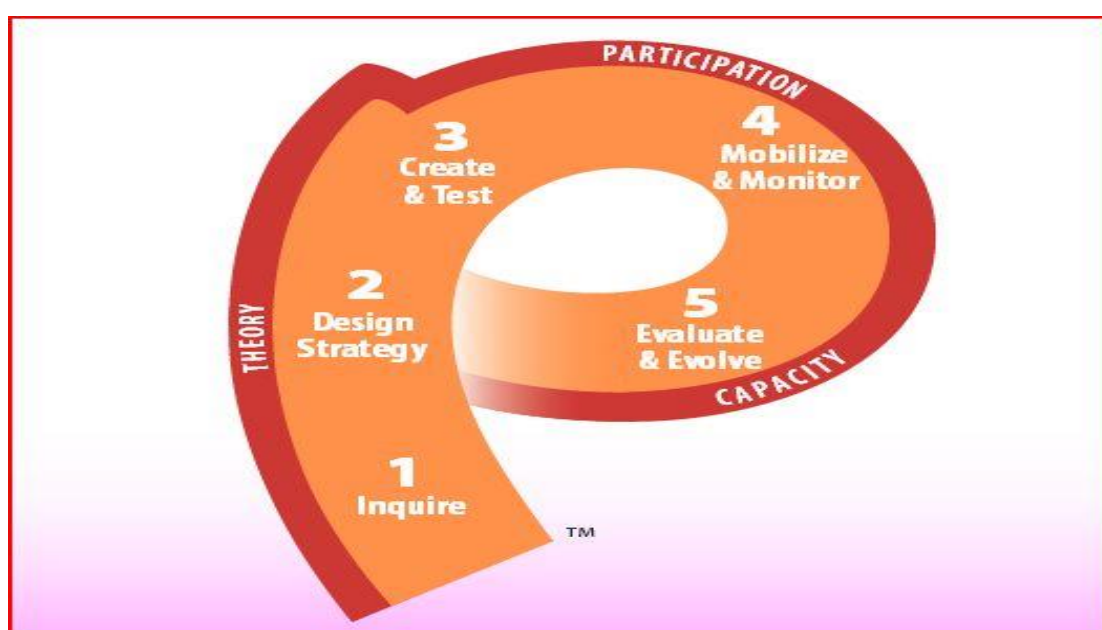 PARTICIPATION
3
Create
& Test
4
Mobilize
& Monitor
THEORY
2
Design
Strategy
5
Evaluate
& Evolve
CAPACITY
1
Inquire
TM